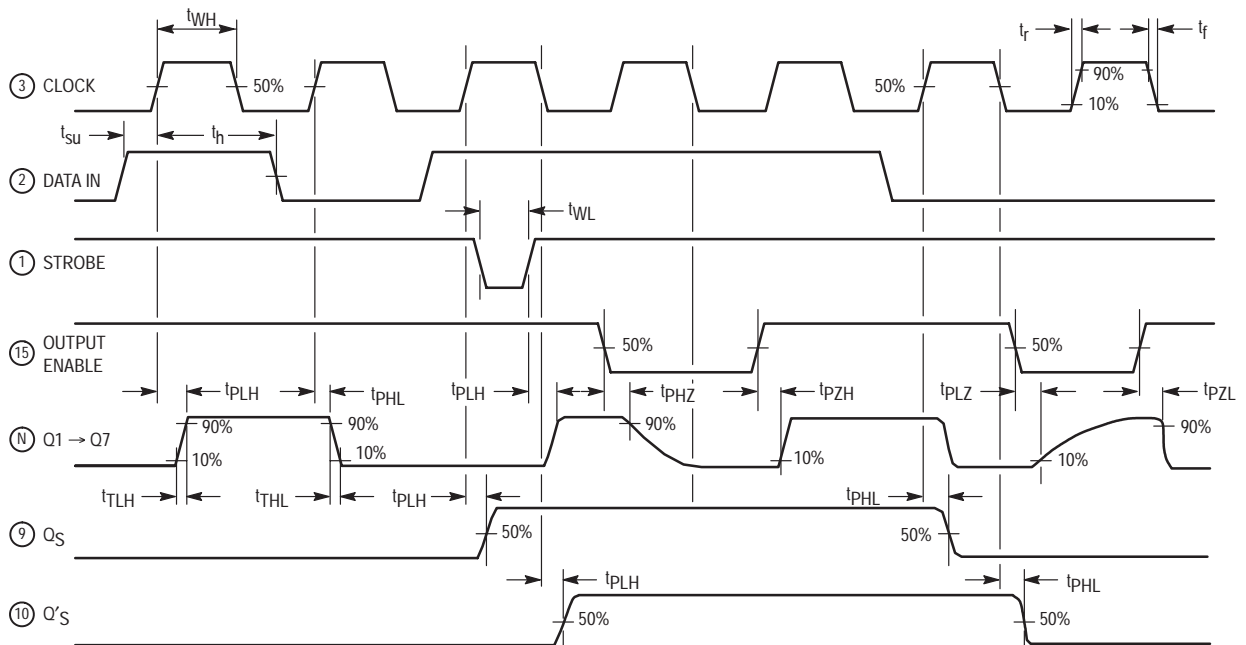 tWH
tr
tf
3 CLOCK
50%
50%
90%
10%
tsu
th
2 DATA IN
tWL
1 STROBE
15 OUTPUT
ENABLE
50%
50%
tPLH
tPHL
tPLH
tPHZ
tPZH
tPLZ
tPZL
N Q1 → Q7
90%
90%
90%
90%
10%
10%
10%
10%
tTLH
tTHL
tPLH
tPHL
9 QS
50%
50%
tPLH
tPHL
10 Q′S
50%
50%